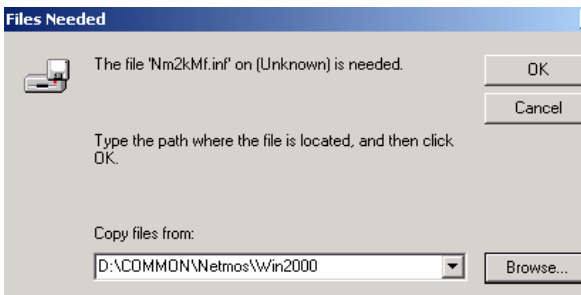 Files Needed
The file 'Nm2kMf.inf' on (Unknown) is needed.
OK
Cancel
Type the path where the file is located, and then click
OK.
Copy files from:
D:\COMMON\Netmos\Win2000
Browse...